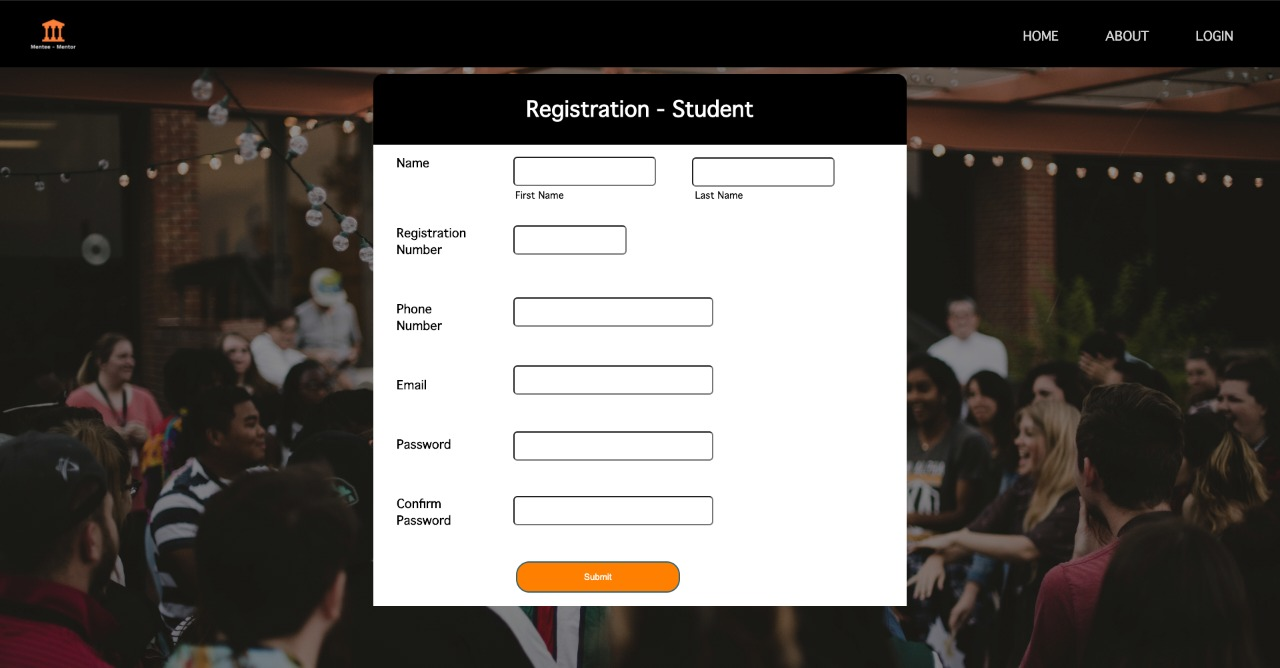 Mentee - Mentor
HOME
ABOUT
LOGIN
Registration - Student
Name
First Name
Last Name
Registration
Number
Phone
Number
Email
Password
Confirm
Password
Submit